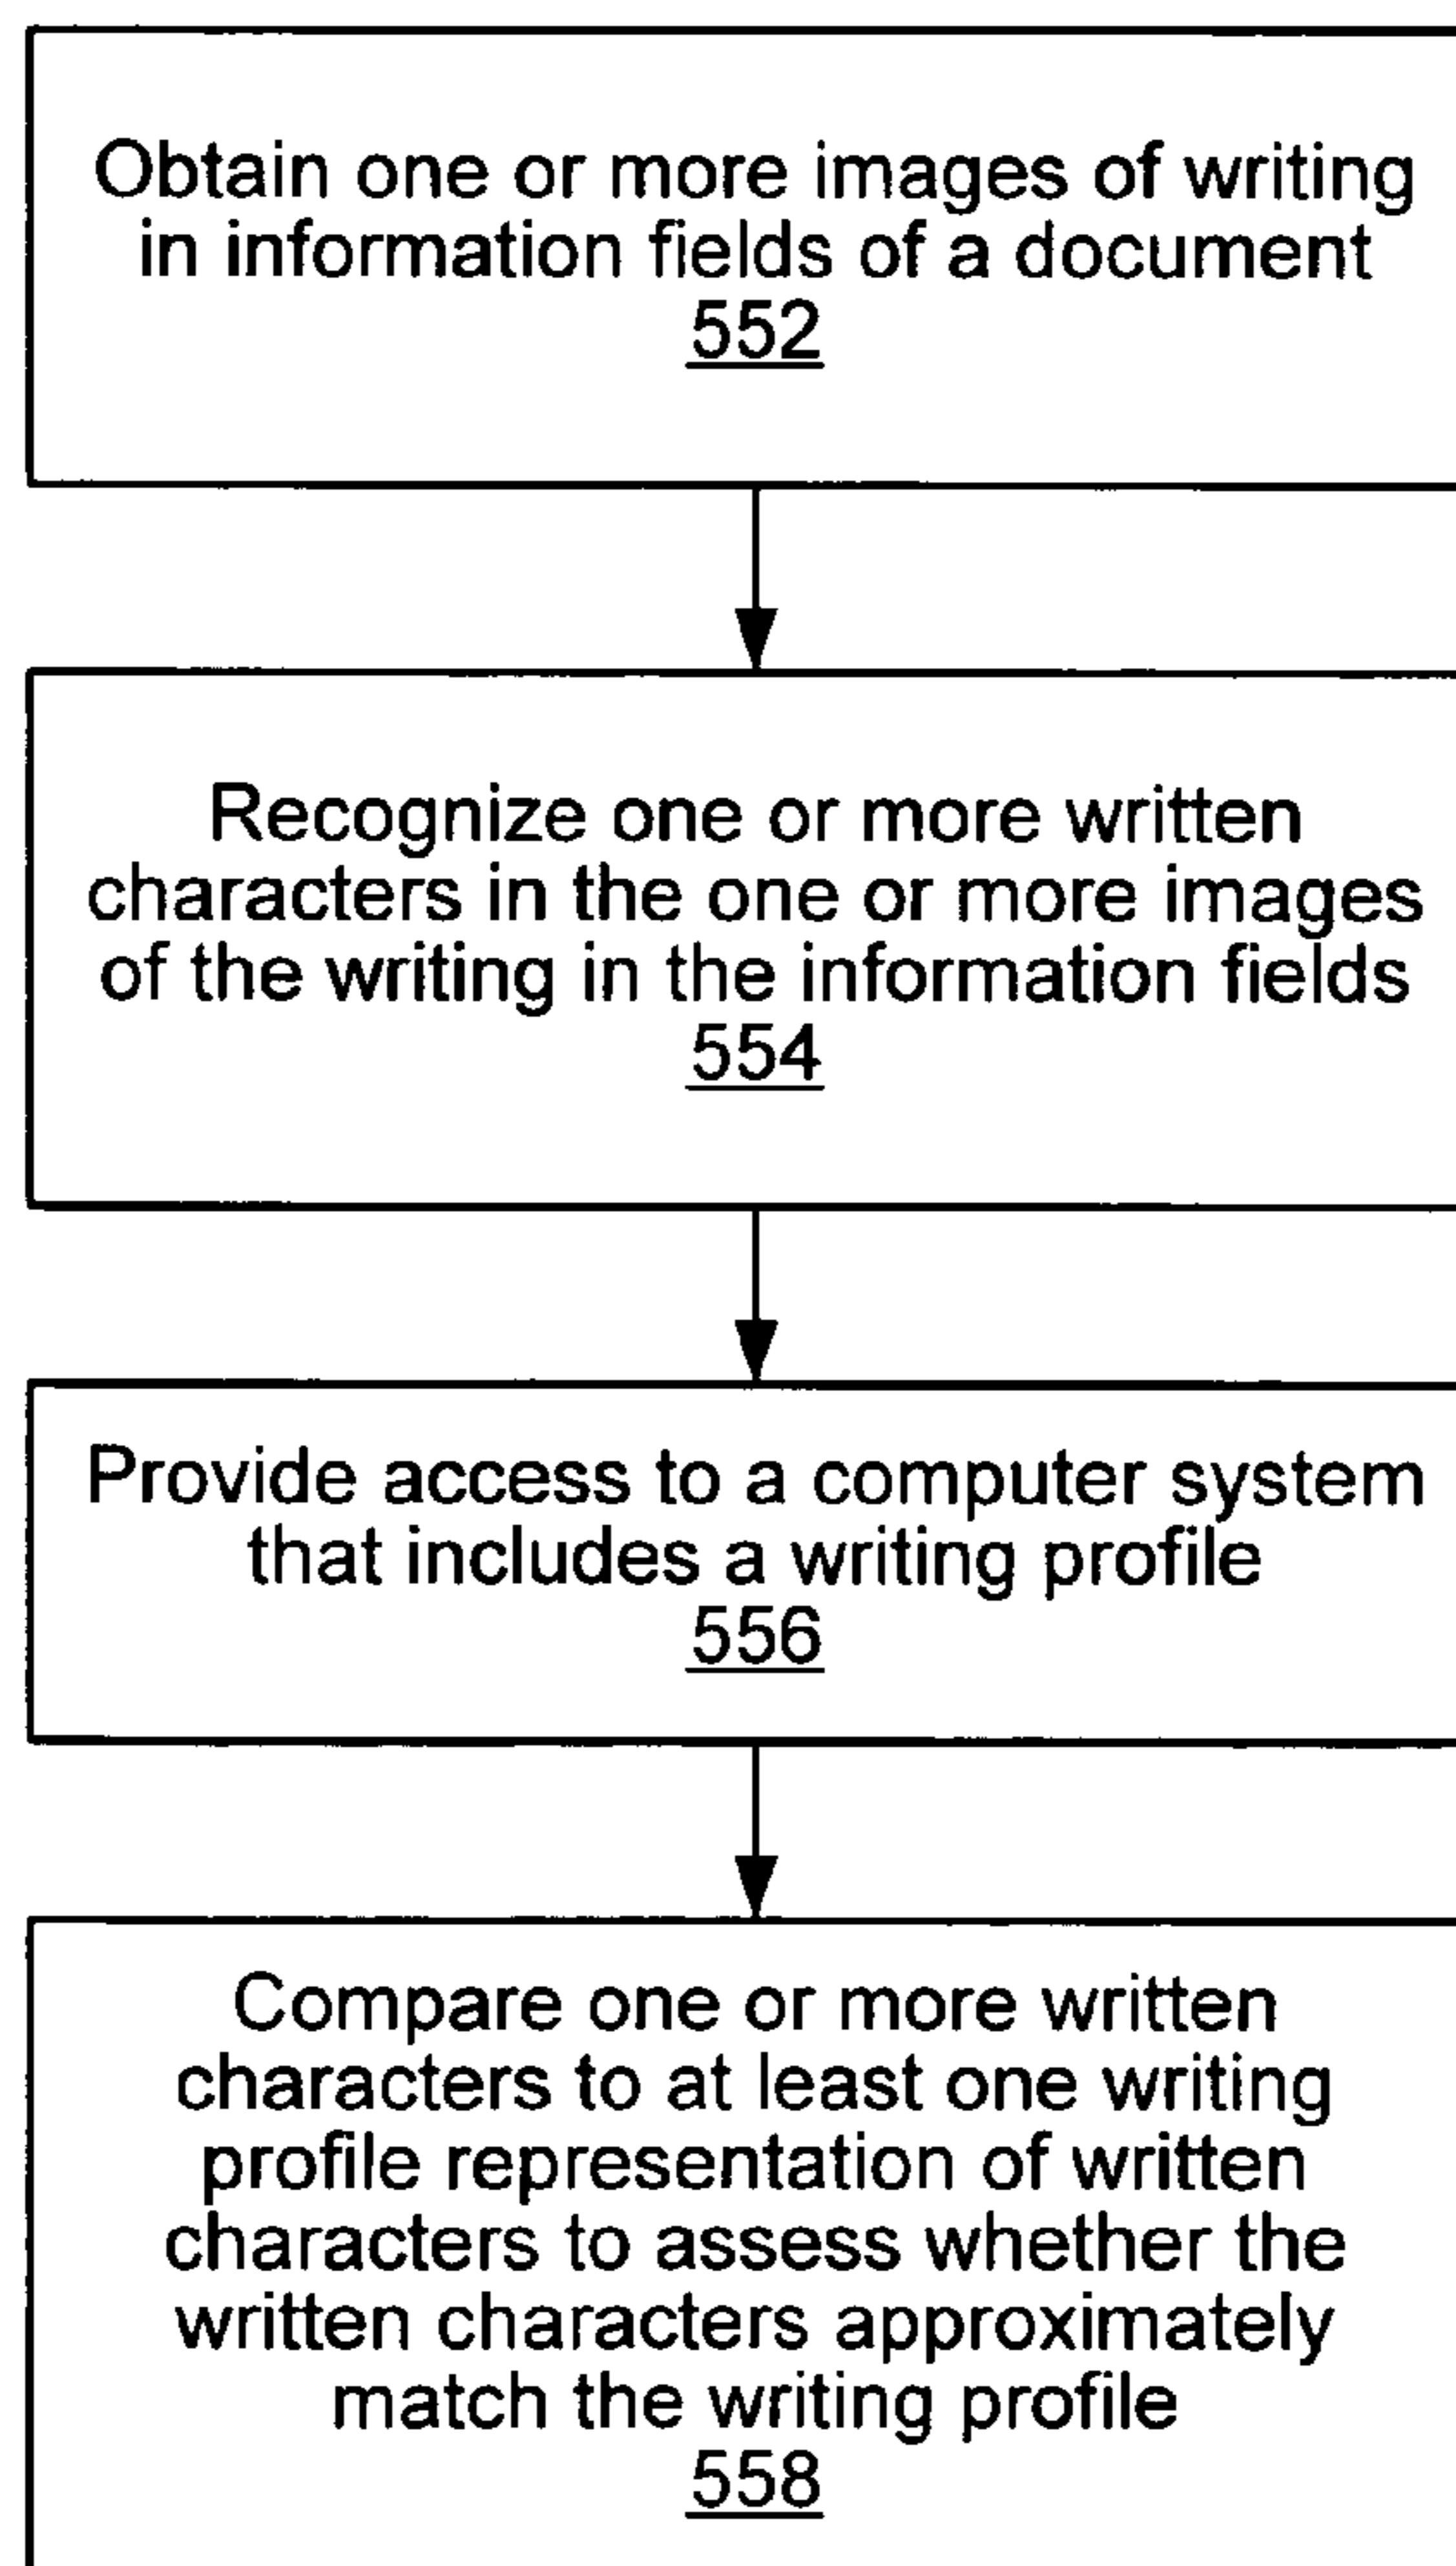 Obtain one or more images of writing
in information fields of a document
552
Recognize one or more written
characters in the one or more images
of the writing in the information fields
554
Provide access to a computer system
that includes a writing profile
556
Compare one or more written
characters to at least one writing
profile representation of written
characters to assess whether the
written characters approximately
match the writing profile
558